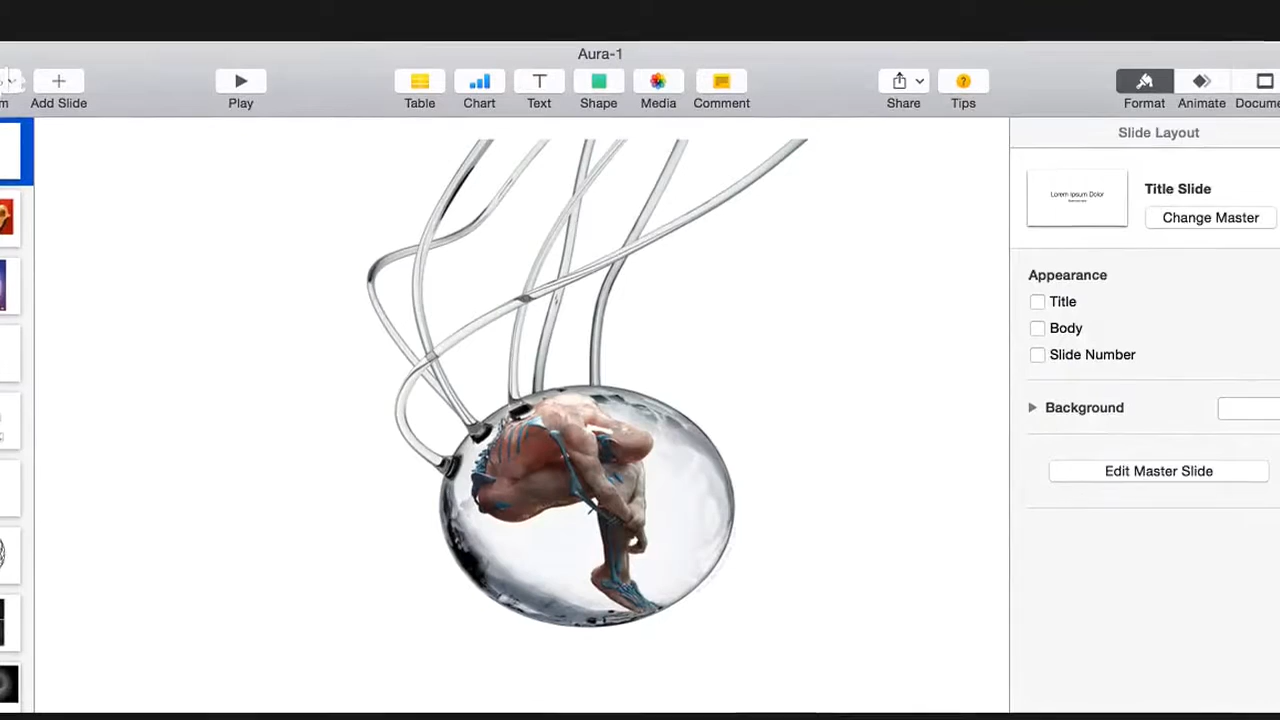 Aura-1
m Add Slide Play Table Chart Text Shape Media Comment Share Tips Format Animate Docume
Slide Layout
Lorem Ipsum Dolor
Title Slide
Change Master
Appearance
Title
Body
Slide Number
Background
Edit Master Slide